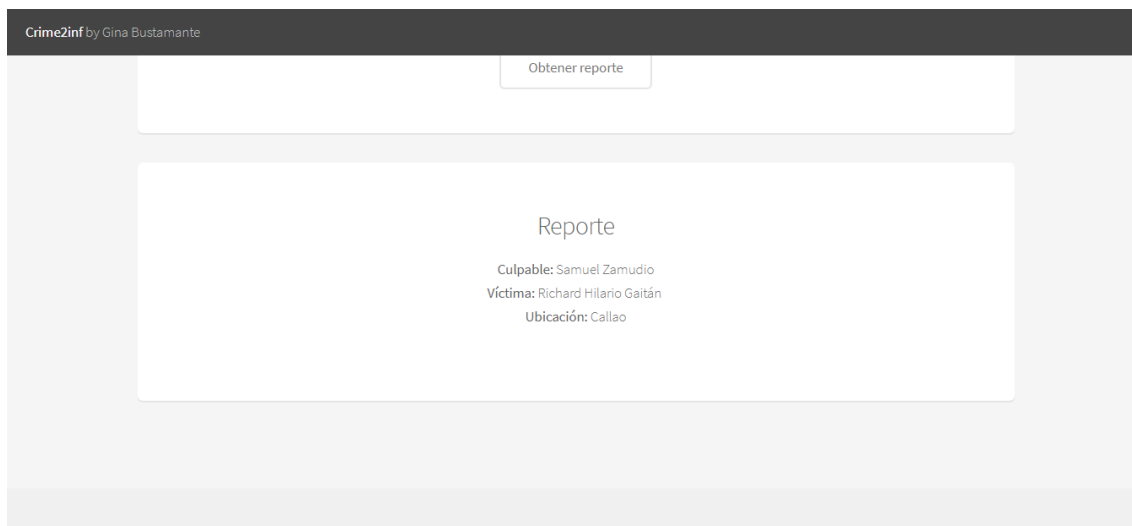 Crime2inf by Gina Bustamante
Obtener reporte
Reporte
Culpable: Samuel Zamudio
Víctima: Richard Hilario Gaitán
Ubicación: Callao